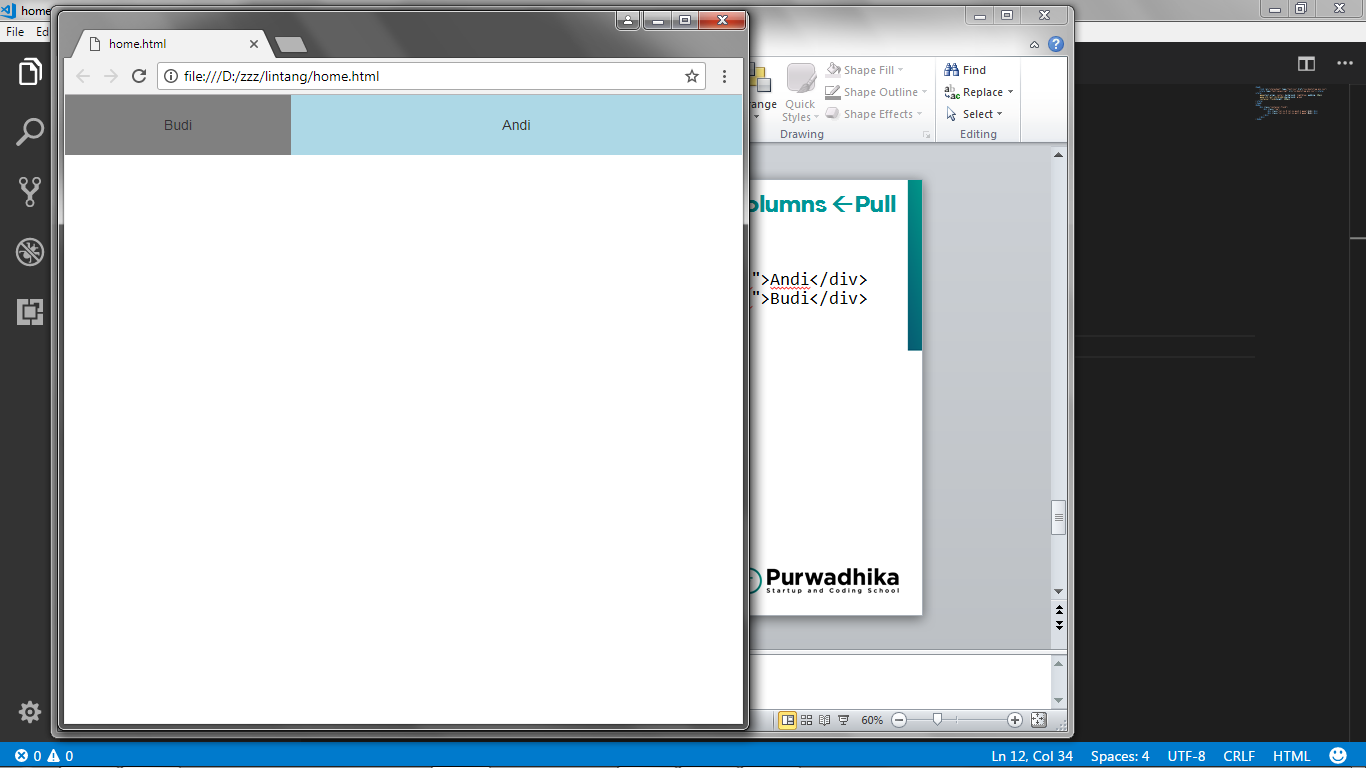 home
File Ed
home.html
file:///D:/zzz/lintang/home.html
Budi Andi
ange
Quick
Styles
Shape Fill
Shape Outline
Shape Effects
Drawing
Find
Replace
Select
Editing
olumns ←Pull
">Andi</div>
">Budi</div>
Purwadhika
Startup and Coding School
60%
0 0 Ln 12, Col 34 Spaces: 4 UTF-8 CRLF HTML